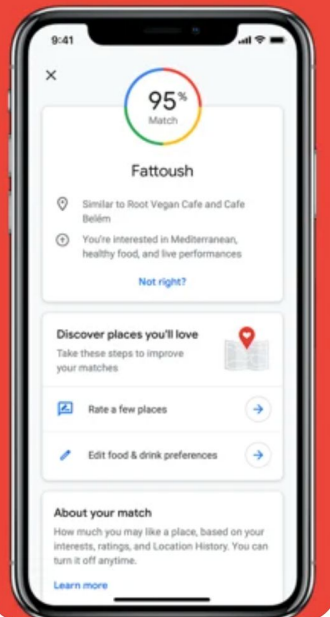 9:41
95%
Match
Fattoush
Similar to Root Vegan Cafe and Cafe
Belém
You're interested in Mediterranean,
healthy food, and live performances
Not right?
Discover places you'll love
Take these steps to improve
your matches
Rate a few places
Edit food & drink preferences
About your match
How much you may like a place, based on your
interests, ratings, and Location History. You can
turn it off anytime.
Learn more